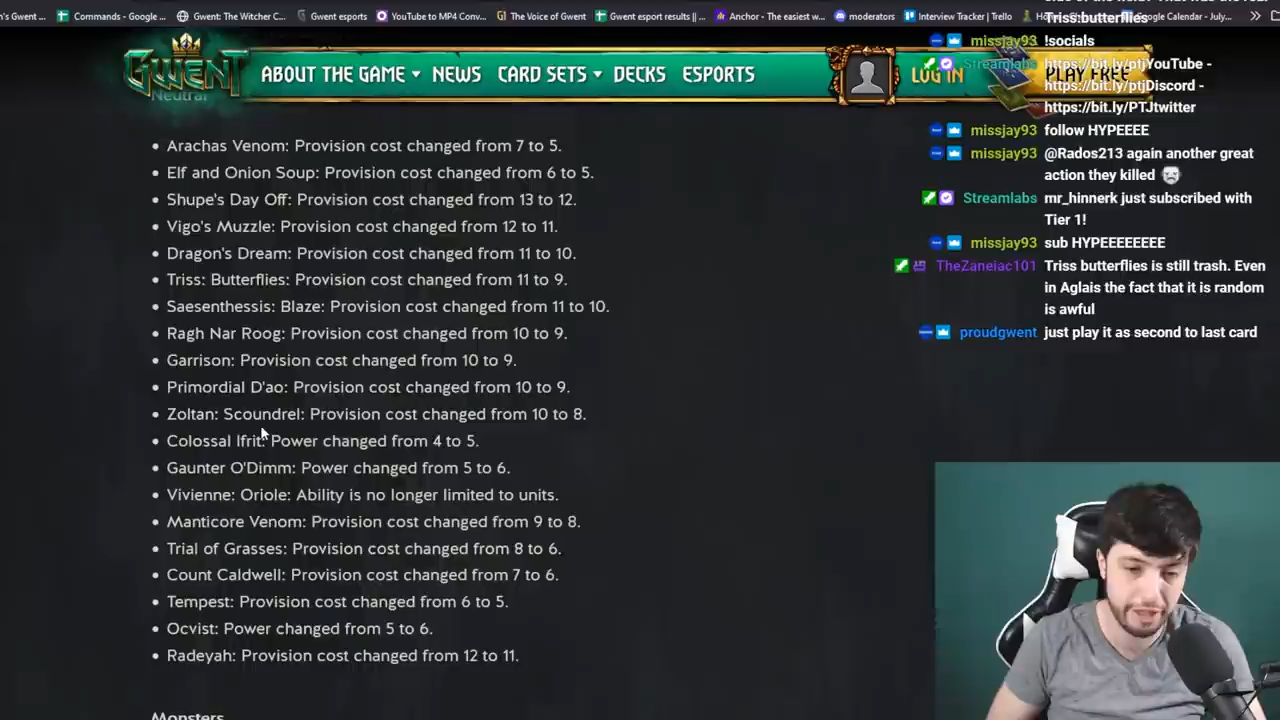 n's Gwent ...
Commands - Google ...
Gwent: The Witcher C...
Gwent esports
YouTube to MP4 Conv...
The Voice of Gwent
Gwent esport results || ...
Anchor - The easiest w...
moderators
Interview Tracker | Trello
Google Calendar - July...
GWENT
Neutral
ABOUT THE GAME
NEWS
CARD SETS
DECKS
ESPORTS
LOG IN
PLAY FREE
• Arachas Venom: Provision cost changed from 7 to 5.
• Elf and Onion Soup: Provision cost changed from 6 to 5.
• Shupe's Day Off: Provision cost changed from 13 to 12.
• Vigo's Muzzle: Provision cost changed from 12 to 11.
• Dragon's Dream: Provision cost changed from 11 to 10.
• Triss: Butterflies: Provision cost changed from 11 to 9.
• Saesenthessis: Blaze: Provision cost changed from 11 to 10.
• Ragh Nar Roog: Provision cost changed from 10 to 9.
• Garrison: Provision cost changed from 10 to 9.
• Primordial D'ao: Provision cost changed from 10 to 9.
• Zoltan: Scoundrel: Provision cost changed from 10 to 8.
• Colossal Ifrit: Power changed from 4 to 5.
• Gaunter O'Dimm: Power changed from 5 to 6.
• Vivienne: Oriole: Ability is no longer limited to units.
• Manticore Venom: Provision cost changed from 9 to 8.
• Trial of Grasses: Provision cost changed from 8 to 6.
• Count Caldwell: Provision cost changed from 7 to 6.
• Tempest: Provision cost changed from 6 to 5.
• Ocvist: Power changed from 5 to 6.
• Radeyah: Provision cost changed from 12 to 11.
Monsters
Triss:butterflies
missjay93 !socials
Streamlabs https://bit.ly/ptjYouTube -
https://bit.ly/ptjDiscord -
https://bit.ly/PTJtwitter
missjay93 follow HYPEEEE
missjay93 @Rados213 again another great
action they killed
Streamlabs mr_hinnerk just subscribed with
Tier 1!
missjay93 sub HYPEEEEEEEE
TheZaneiac101 Triss butterflies is still trash. Even
in Aglais the fact that it is random
is awful
proudgwent just play it as second to last card